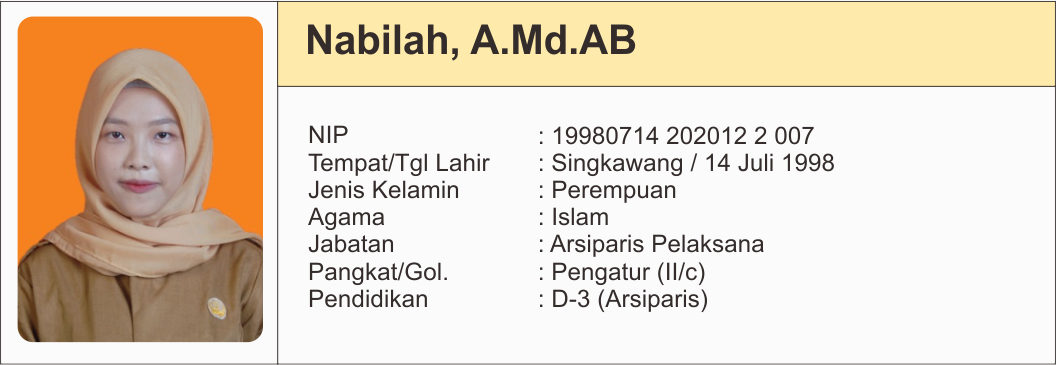 Nabilah, A.Md.AB
NIP : 19980714 202012 2 007
Tempat/Tgl Lahir : Singkawang / 14 Juli 1998
Jenis Kelamin : Perempuan
Agama : Islam
Jabatan : Arsiparis Pelaksana
Pangkat/Gol. : Pengatur (II/c)
Pendidikan : D-3 (Arsiparis)